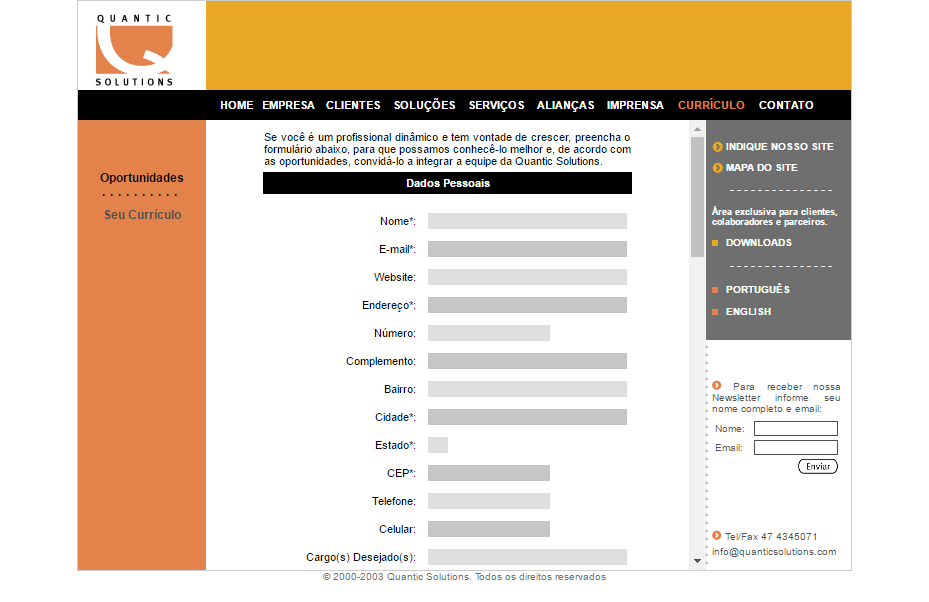 QUANTIC
SOLUTIONS
HOME EMPRESA CLIENTES SOLUÇÕES SERVIÇOS ALIANÇAS IMPRENSA CURRÍCULO CONTATO
Oportunidades
Seu Currículo
Se você é um profissional dinâmico e tem vontade de crescer, preencha o
formulário abaixo, para que possamos conhecê-lo melhor e, de acordo com
as oportunidades, convidá-lo a integrar a equipe da Quantic Solutions.
Dados Pessoais
Nome*:
E-mail*:
Website:
Endereço*:
Número:
Complemento:
Bairro:
Cidade*:
Estado*:
CEP*:
Telefone:
Celular:
Cargo(s) Desejado(s):
INDIQUE NOSSO SITE
MAPA DO SITE
Área exclusiva para clientes,
colaboradores e parceiros.
DOWNLOADS
PORTUGUÊS
ENGLISH
Para receber nossa
Newsletter informe seu
nome completo e email:
Nome:
Email:
Enviar
Tel/Fax 47 4345071
info@quanticsolutions.com
© 2000-2003 Quantic Solutions. Todos os direitos reservados